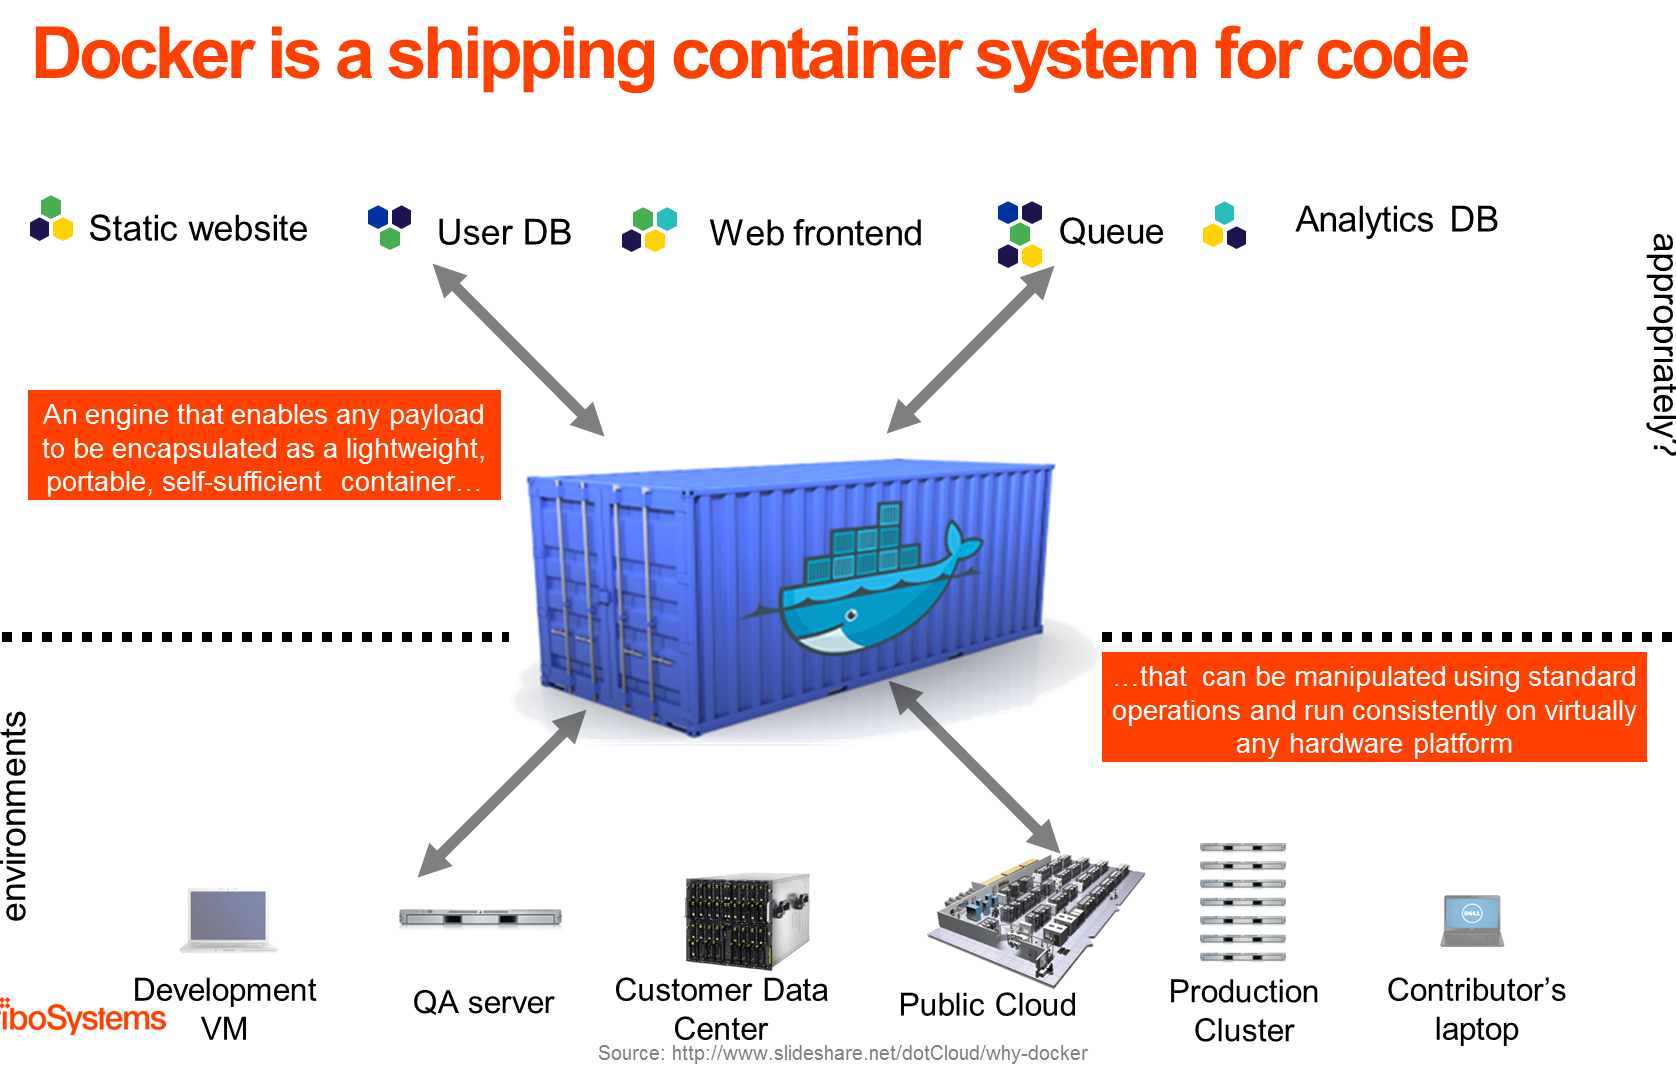 Docker is a shipping container system for code
Static website
User DB
Web frontend
Queue
Analytics DB
appropriately?
An engine that enables any payload
to be encapsulated as a lightweight,
portable, self-sufficient container…
…that can be manipulated using standard
operations and run consistently on virtually
any hardware platform
environments
DELL
Development
VM
QA server
Customer Data
Center
Public Cloud
Production
Cluster
Contributor’s
laptop
iboSystems
Source: http://www.slideshare.net/dotCloud/why-docker